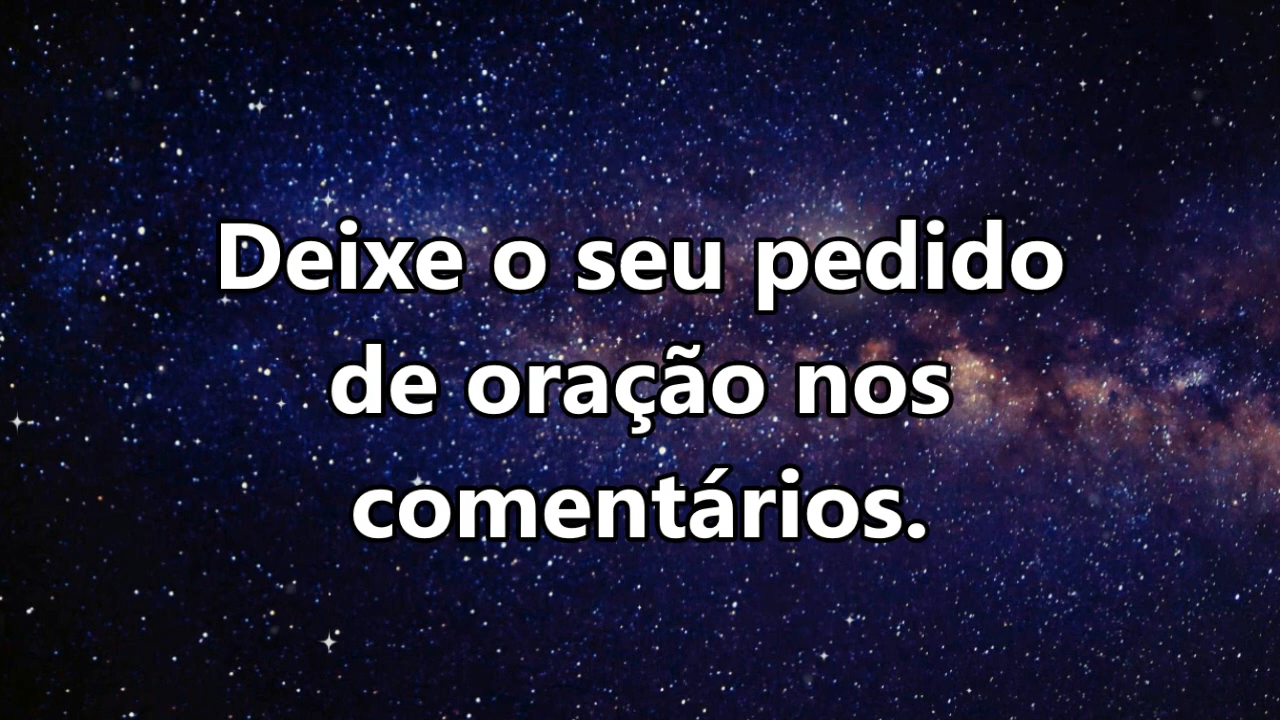 Deixe o seu pedido
de oração nos
comentários.